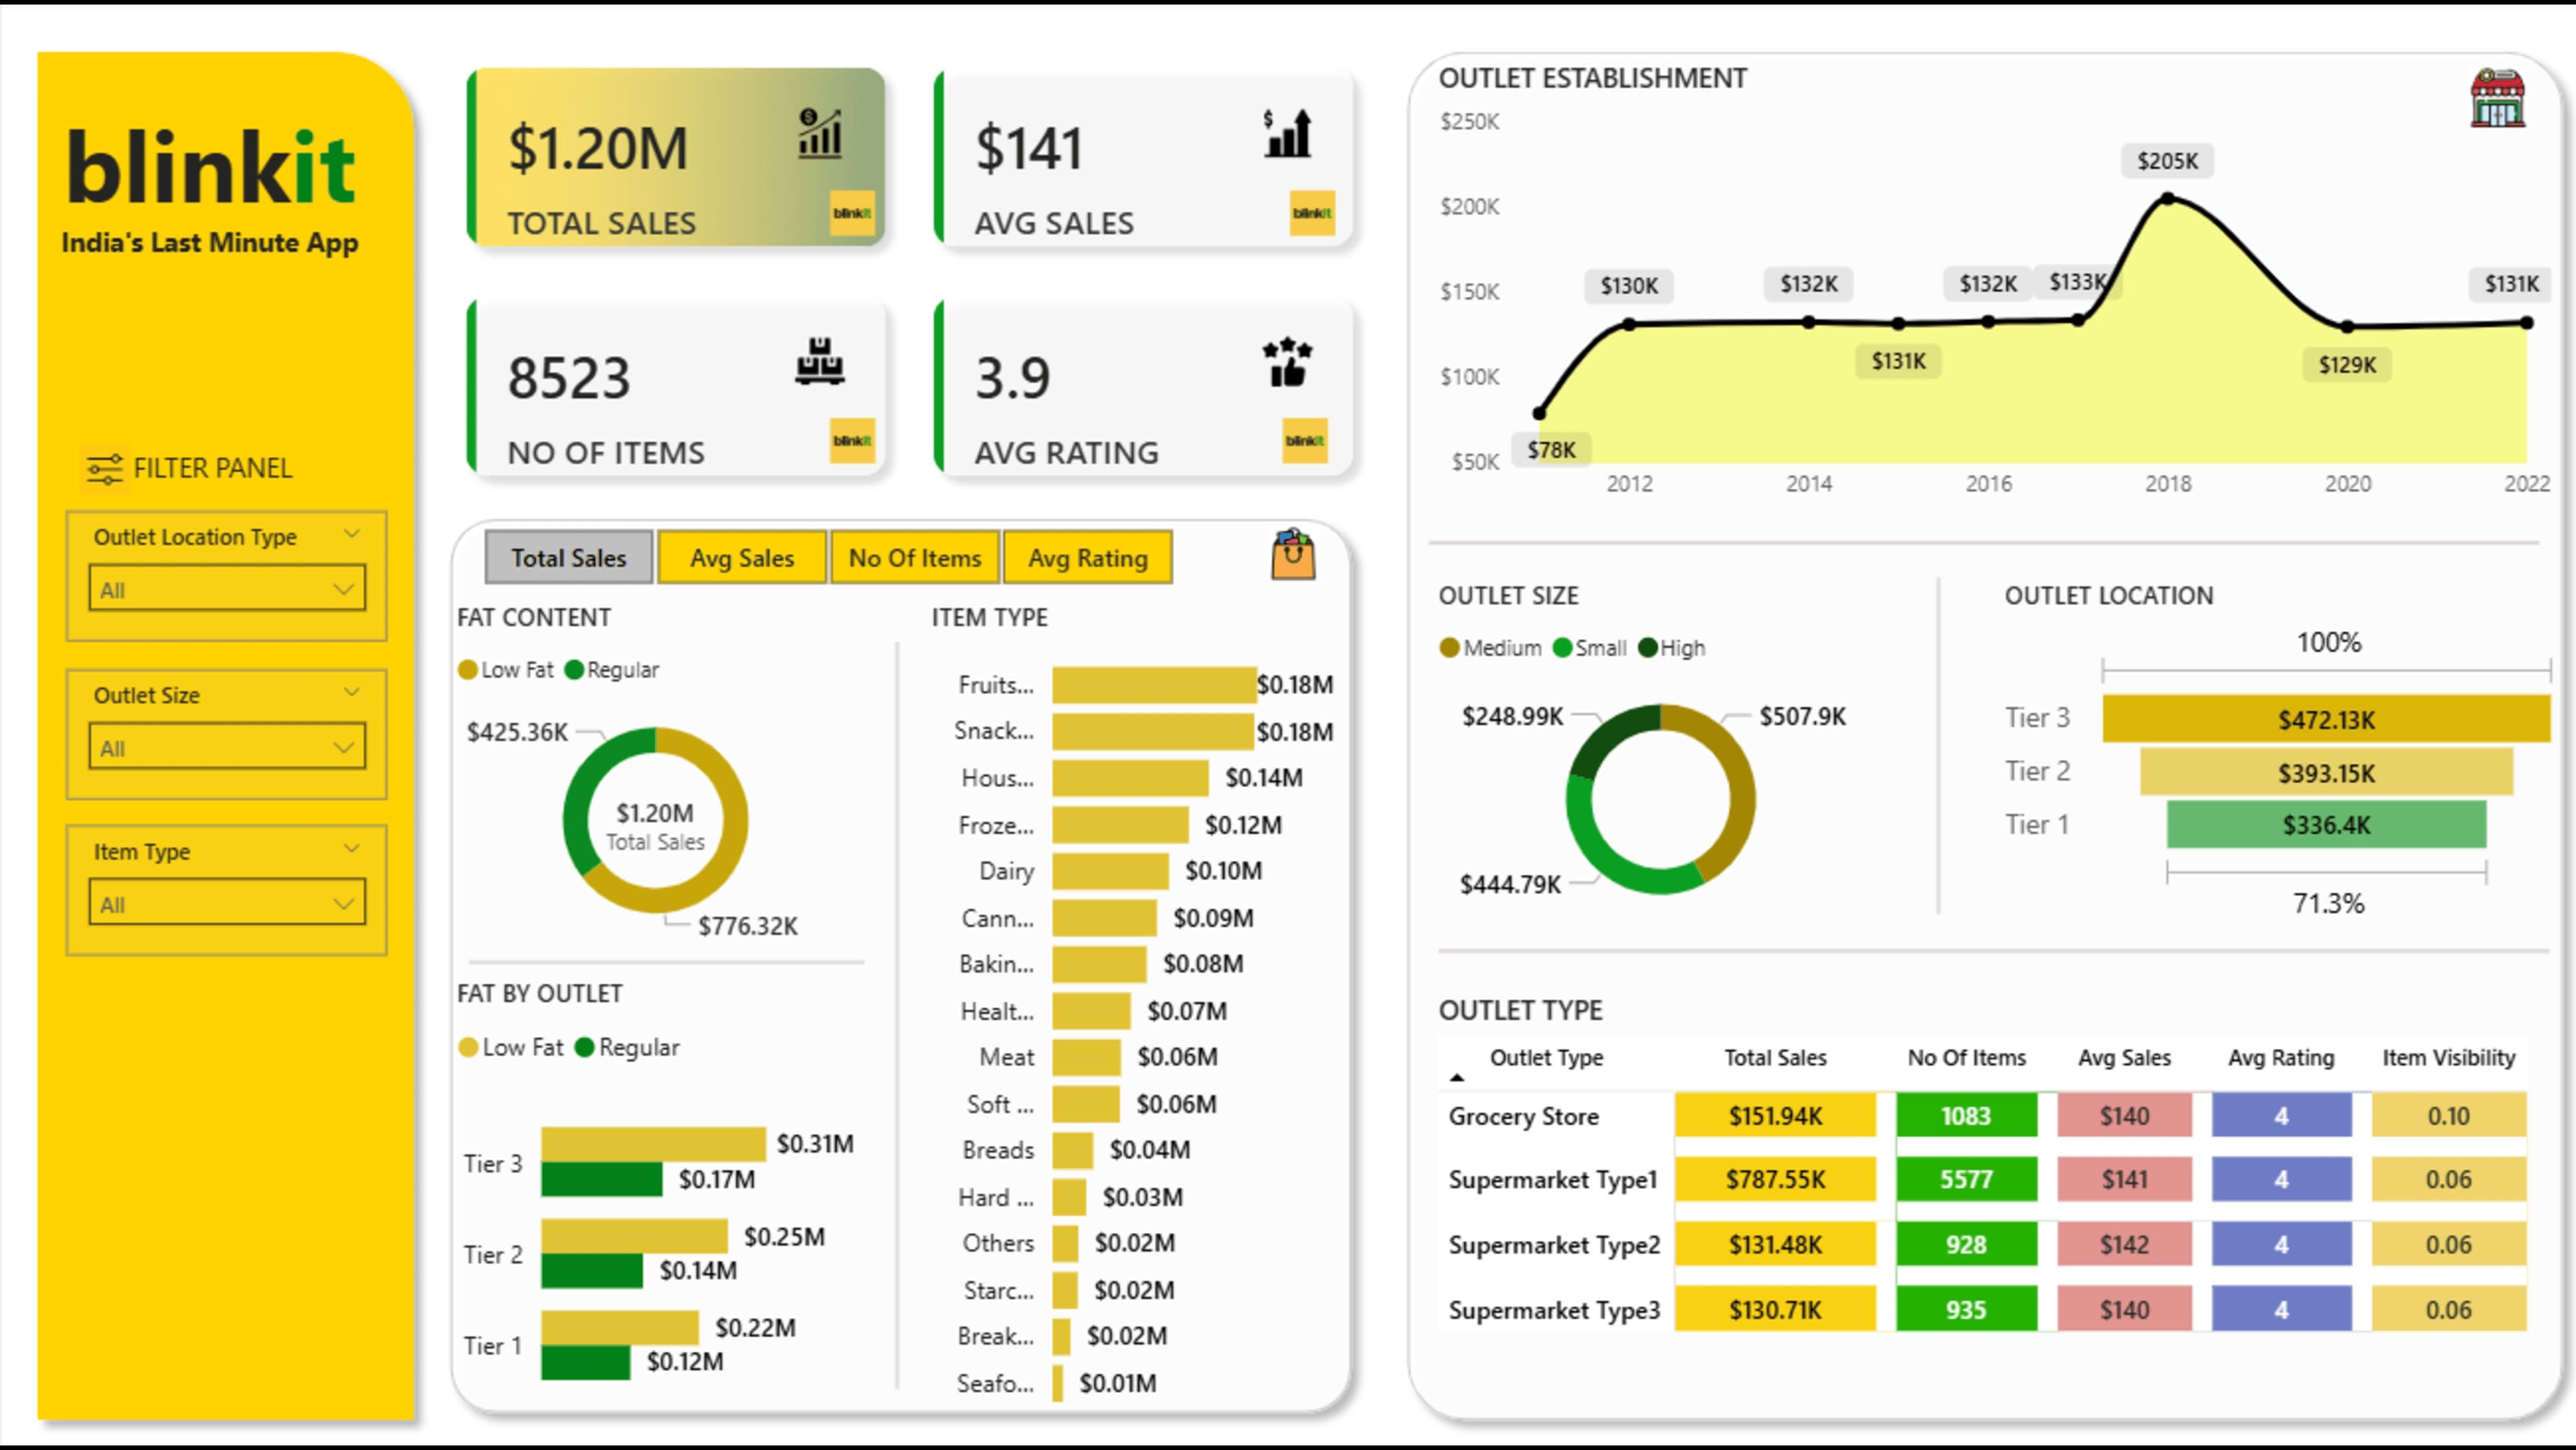 blinkit
India's Last Minute App
FILTER PANEL
Outlet Location Type
All
Outlet Size
All
Item Type
All
$1.20M
TOTAL SALES
blinkit
$141
AVG SALES
blinkit
8523
NO OF ITEMS
blinkit
3.9
AVG RATING
blinkit
Total Sales Avg Sales No Of Items Avg Rating
FAT CONTENT
Low Fat Regular
$425.36K
$1.20M
Total Sales
$776.32K
FAT BY OUTLET
Low Fat Regular
Tier 3 $0.31M
$0.17M
Tier 2 $0.25M
$0.14M
Tier 1 $0.22M
$0.12M
ITEM TYPE
Fruits... $0.18M
Snack... $0.18M
Hous... $0.14M
Froze... $0.12M
Dairy $0.10M
Cann... $0.09M
Bakin... $0.08M
Healt... $0.07M
Meat $0.06M
Soft ... $0.06M
Breads $0.04M
Hard ... $0.03M
Others $0.02M
Starc... $0.02M
Break... $0.02M
Seafo... $0.01M
OUTLET ESTABLISHMENT
$250K
$200K
$150K
$100K
$50K
$78K
$130K
$132K
$131K
$132K
$133K
$205K
$129K
$131K
2012 2014 2016 2018 2020 2022
OUTLET SIZE
Medium Small High
$248.99K
$507.9K
$444.79K
OUTLET LOCATION
100%
Tier 3 $472.13K
Tier 2 $393.15K
Tier 1 $336.4K
71.3%
OUTLET TYPE
Outlet Type Total Sales No Of Items Avg Sales Avg Rating Item Visibility
Grocery Store $151.94K 1083 $140 4 0.10
Supermarket Type1 $787.55K 5577 $141 4 0.06
Supermarket Type2 $131.48K 928 $142 4 0.06
Supermarket Type3 $130.71K 935 $140 4 0.06